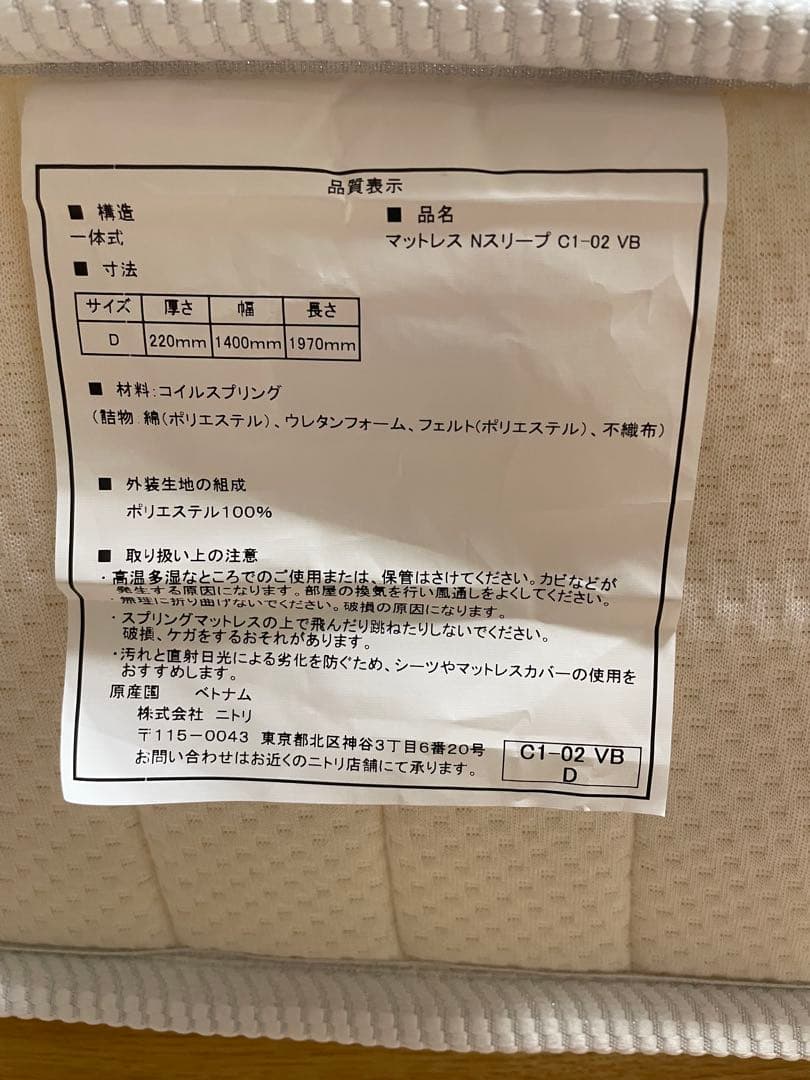 品質表示
■ 構造
一体式
■ 品名
マットレス Nスリープ C1-02 VB
■ 寸法
サイズ 厚さ 幅 長さ
D 220mm 1400mm 1970mm
■ 材料:コイルスプリング
(詰物 綿(ポリエステル)、ウレタンフォーム、フェルト(ポリエステル)、不織布)
■ 外装生地の組成
ポリエステル100%
■ 取り扱い上の注意
・高温多湿なところでのご使用または、保管はさけてください。カビなどが
発生する原因になります。部屋の換気を行い風通しをよくしてください。
・無理に折り曲げないでください。破損の原因になります。
・スプリングマットレスの上で飛んだり跳ねたりしないでください。
破損、ケガをするおそれがあります。
・汚れと直射日光による劣化を防ぐため、シーツやマットレスカバーの使用を
おすすめします。
原産国 ベトナム
株式会社 ニトリ
〒115-0043 東京都北区神谷3丁目6番20号
お問い合わせはお近くのニトリ店舗にて承ります。
C1-02 VB
D